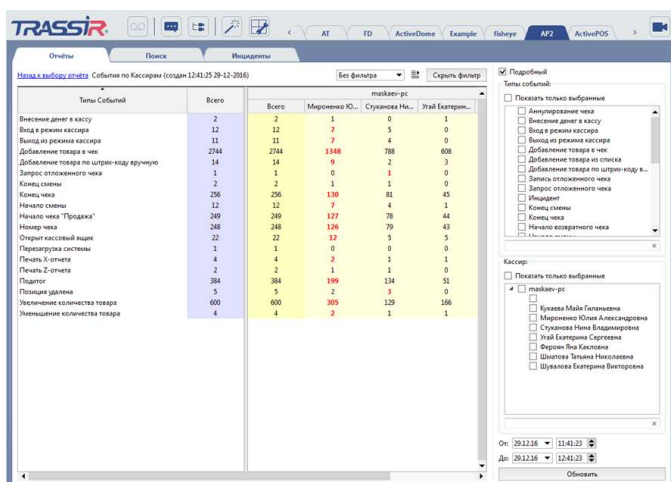 TRASSIR
AT FD ActiveDome Example fisheye AP2 ActivePOS
Отчёты Поиск Инциденты
Назад к выбору отчёта События по Кассирам (создан 12:41:25 29-12-2016) Без фильтра Скрыть фильтр
Типы Событий Всего maskaev-pc
Всего Мироненко Ю... Стуканова Ни... Угай Екатерин...
Внесение денег в кассу 2 2 1 0 1
Вход в режим кассира 12 12 7 5 0
Выход из режима кассира 11 11 7 4 0
Добавление товара в чек 2744 2744 1348 788 608
Добавление товара по штрих-коду вручную 14 14 9 2 3
Запрос отложенного чека 1 1 0 1 0
Конец смены 2 2 1 1 0
Конец чека 256 256 130 81 45
Начало смены 12 12 7 4 1
Начало чека "Продажа" 249 249 127 78 44
Номер чека 248 248 126 79 43
Открыт кассовый ящик 22 22 12 5 5
Перезагрузка системы 1 1 0 0 0
Печать X-отчета 4 4 2 1 1
Печать Z-отчета 2 2 1 1 0
Подитог 384 384 199 134 51
Позиция удалена 5 5 2 3 0
Увеличение количества товара 600 600 305 129 166
Уменьшение количества товара 4 4 2 1 1
Подробный
Типы событий:
Показать только выбранные
Аннулирование чека
Внесение денег в кассу
Вход в режим кассира
Выход из режима кассира
Добавление товара в чек
Добавление товара из списка
Добавление товара по штрих-коду в...
Запись отложенного чека
Запрос отложенного чека
Инцидент
Конец смены
Конец чека
Начало возвратного чека
Кассир:
Показать только выбранные
maskaev-pc
Кукаева Майя Гиланьевна
Мироненко Юлия Александровна
Стуканова Нина Владимировна
Угай Екатерина Сергеевна
Фероян Яна Какловна
Шматова Татьяна Николаевна
Шувалова Екатерина Викторовна
От: 29.12.16 11:41:23
До: 29.12.16 12:41:23
Обновить